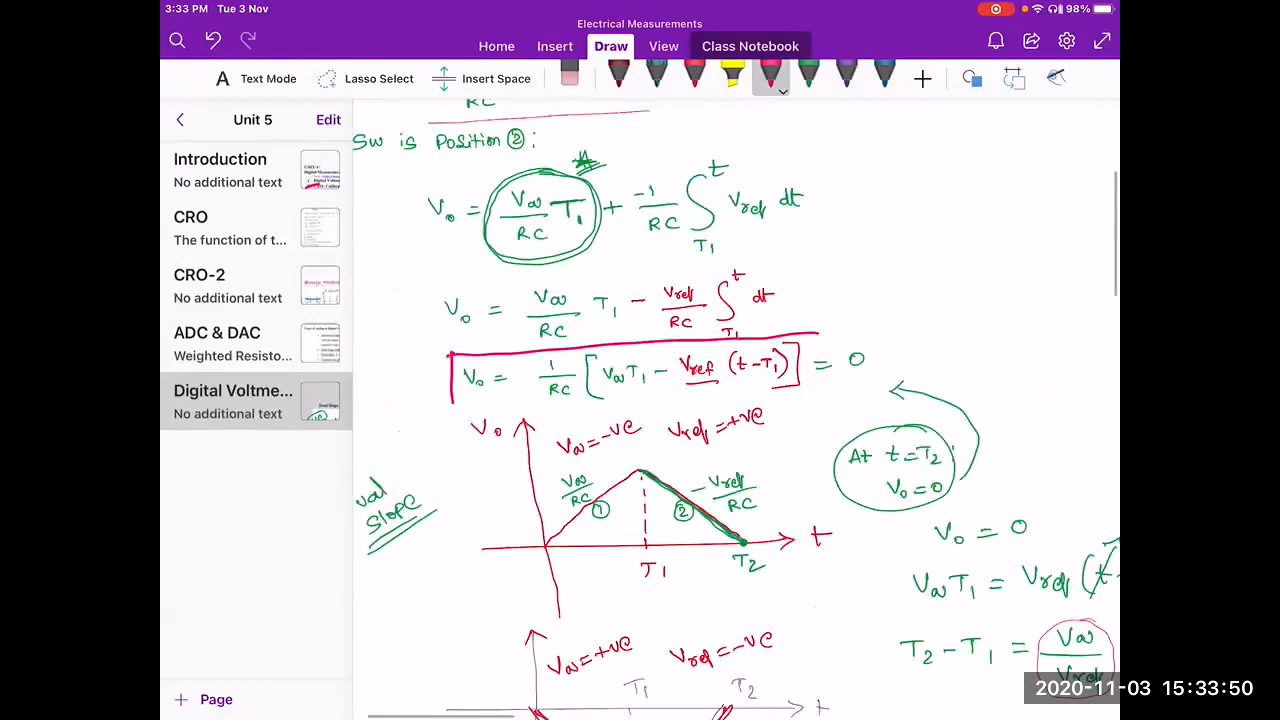 3:33 PM Tue 3 Nov
Electrical Measurements
98%
Home Insert Draw View Class Notebook
Text Mode Lasso Select Insert Space
Unit 5 Edit
Introduction
No additional text
CRO
The function of t...
CRO-2
No additional text
ADC & DAC
Weighted Resisto...
Digital Voltme...
No additional text
Page
RC
SW is Position ②:
V₀ = Va/RC T₁ + -1/RC ∫T₁^t Vref dt
V₀ = Va/RC T₁ - Vref/RC ∫T₁^t dt
V₀ = 1/RC [VaT₁ - Vref (t-T₁)] = 0
V₀
Va = -ve Vref = +ve
At t = T₂
V₀ = 0
Va/RC ① ② -Vref/RC
val
slope
t
T₁ T₂
V₀ = 0
VaT₁ = Vref (t-
T₂ - T₁ = Va/Vref
Va = +ve Vref = -ve
T₁ T₂
t
2020-11-03 15:33:50